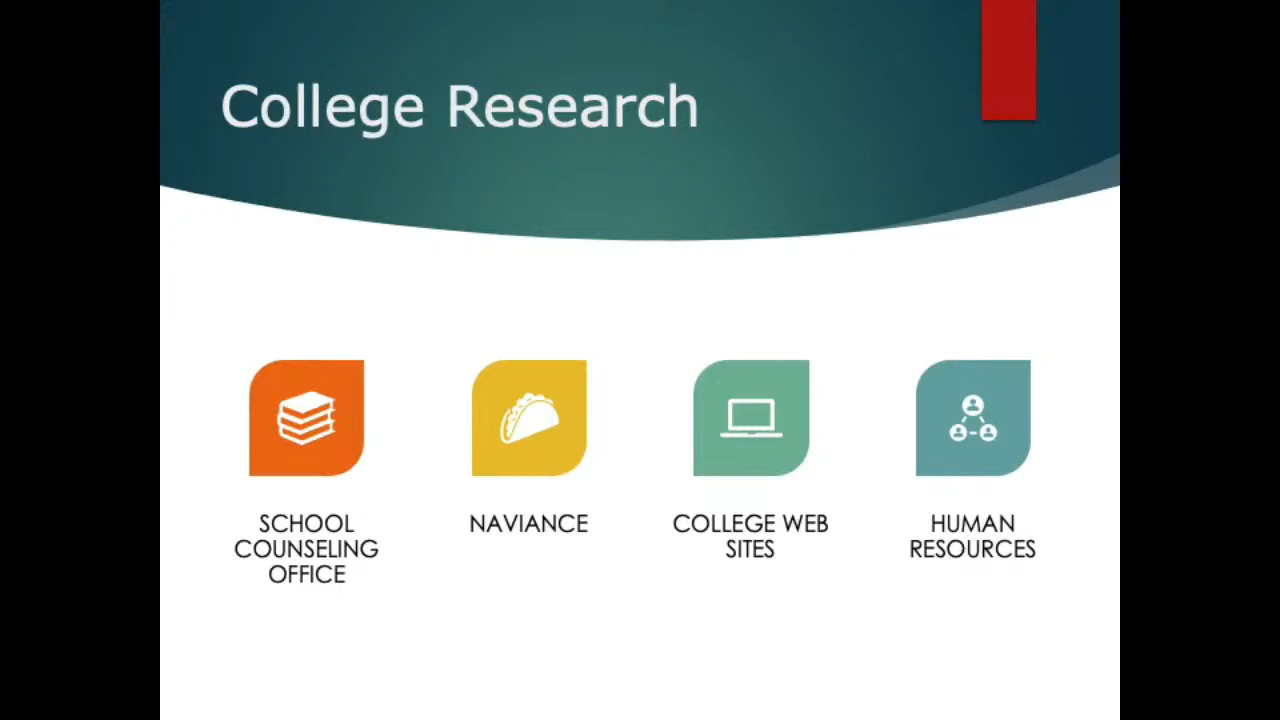 College Research
SCHOOL
COUNSELING
OFFICE
NAVIANCE
COLLEGE WEB
SITES
HUMAN
RESOURCES